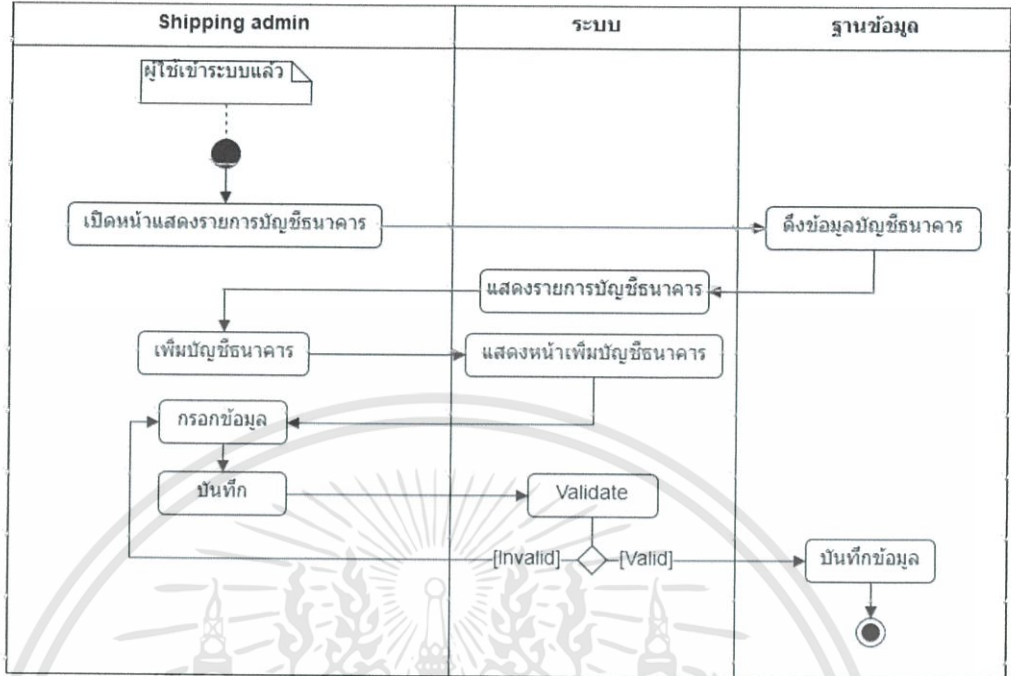 Shipping admin
ระบบ
ฐานข้อมูล
ผู้ใช้เข้าระบบแล้ว
เปิดหน้าแสดงรายการบัญชีธนาคาร
ดึงข้อมูลบัญชีธนาคาร
แสดงรายการบัญชีธนาคาร
เพิ่มบัญชีธนาคาร
แสดงหน้าเพิ่มบัญชีธนาคาร
กรอกข้อมูล
บันทึก
Validate
[Invalid]
[Valid]
บันทึกข้อมูล